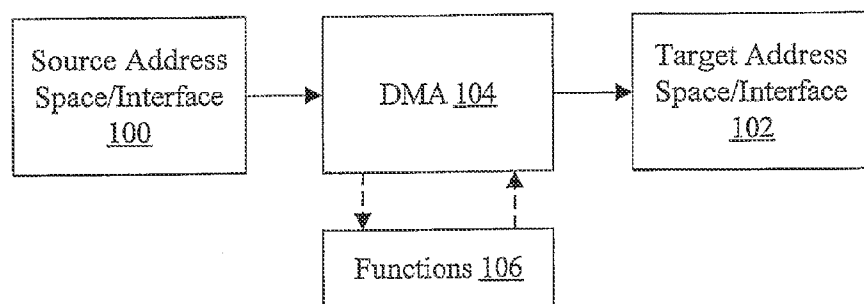 Source Address
Space/Interface
100
DMA 104
Target Address
Space/Interface
102
Functions 106